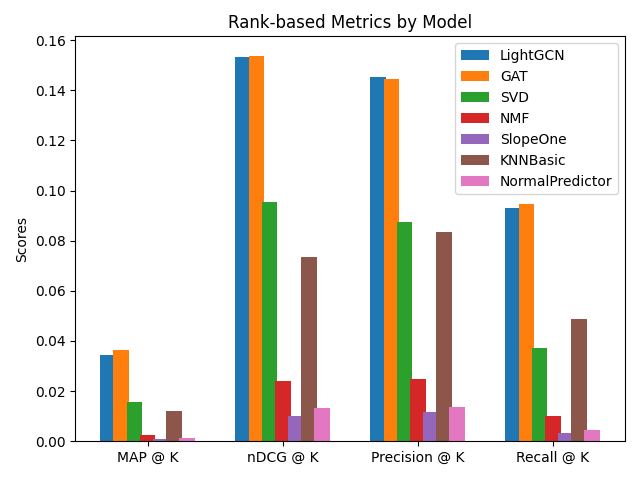 Rank-based Metrics by Model
Scores
0.16
0.14
0.12
0.10
0.08
0.06
0.04
0.02
0.00
LightGCN
GAT
SVD
NMF
SlopeOne
KNNBasic
NormalPredictor
MAP @ K
nDCG @ K
Precision @ K
Recall @ K